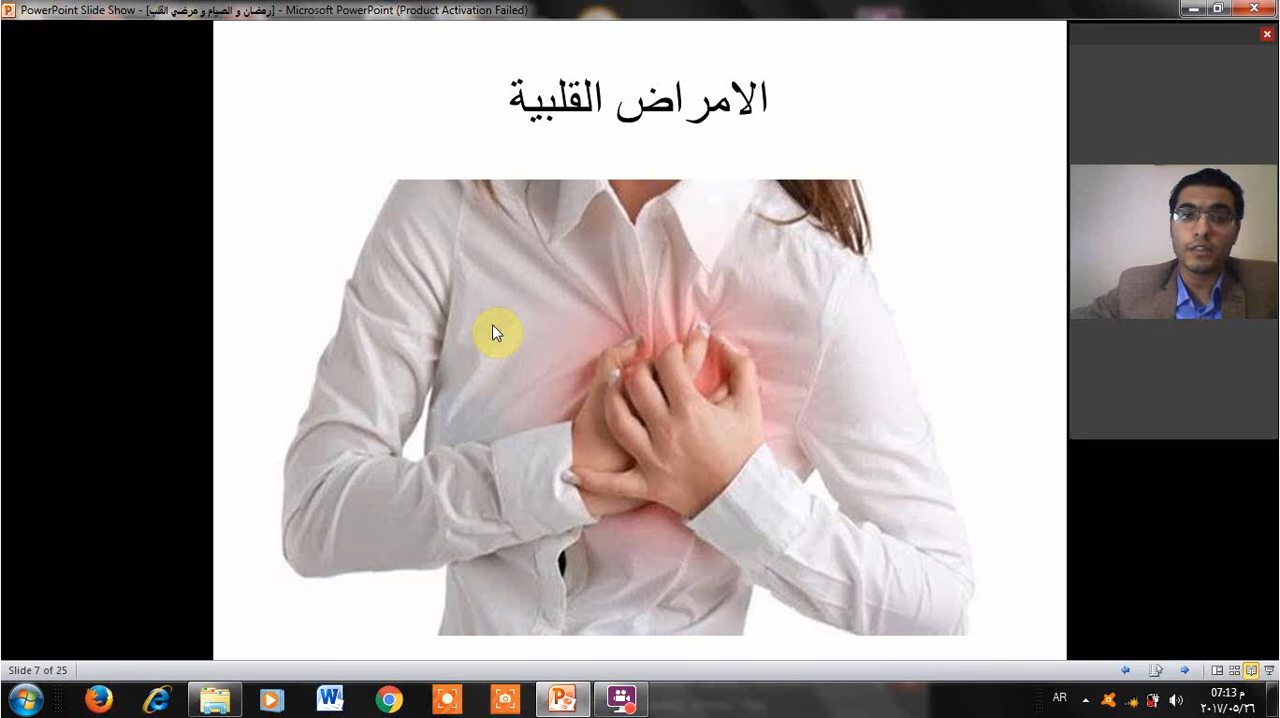 PowerPoint Slide Show - [رمضان و الصيام و مرضي القلب] - Microsoft PowerPoint (Product Activation Failed)
الامراض القلبية
Slide 7 of 25
AR
07:13 م
٢٠١٧/٠٥/٢٦